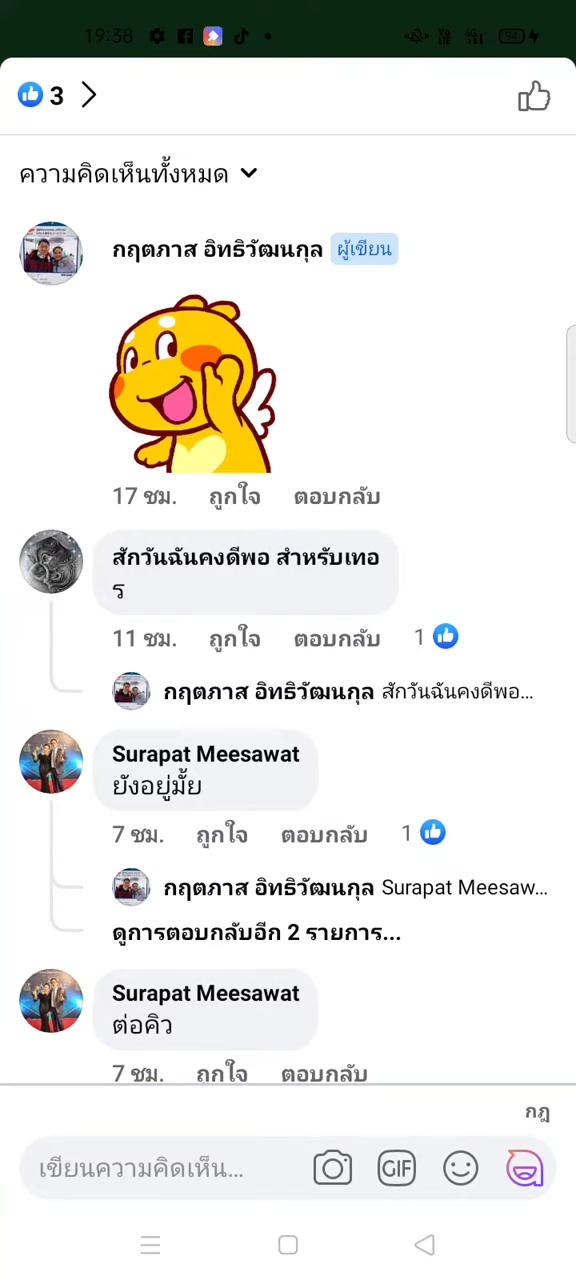 19:38
3
ความคิดเห็นทั้งหมด
กฤตภาส อิทธิวัฒนกุล ผู้เขียน
17 ชม. ถูกใจ ตอบกลับ
สักวันฉันคงดีพอ สำหรับเทอ
ร
11 ชม. ถูกใจ ตอบกลับ 1
กฤตภาส อิทธิวัฒนกุล สักวันฉันคงดีพอ...
Surapat Meesawat
ยังอยู่มั้ย
7 ชม. ถูกใจ ตอบกลับ 1
กฤตภาส อิทธิวัฒนกุล Surapat Meesaw...
ดูการตอบกลับอีก 2 รายการ...
Surapat Meesawat
ต่อคิว
7 ชม. ถูกใจ ตอบกลับ
กฎ
เขียนความคิดเห็น...
GIF